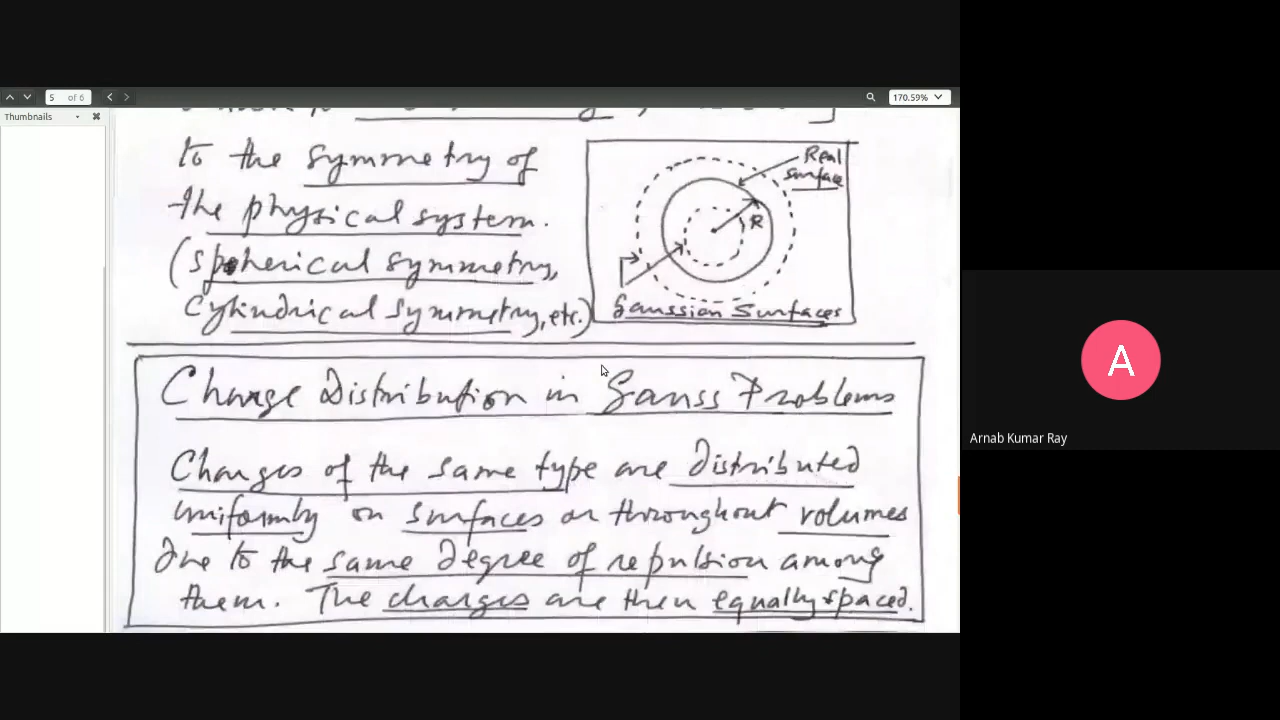 5 of 6
170.59%
Thumbnails
to the symmetry of
the physical system.
(spherical symmetry,
cylindrical symmetry, etc.)
Real
surface
R
Gaussian Surfaces
Charge Distribution in Gauss Problems
Charges of the same type are distributed
uniformly on surfaces or throughout volumes
due to the same degree of repulsion among
them. The charges are then equally spaced.
A
Arnab Kumar Ray